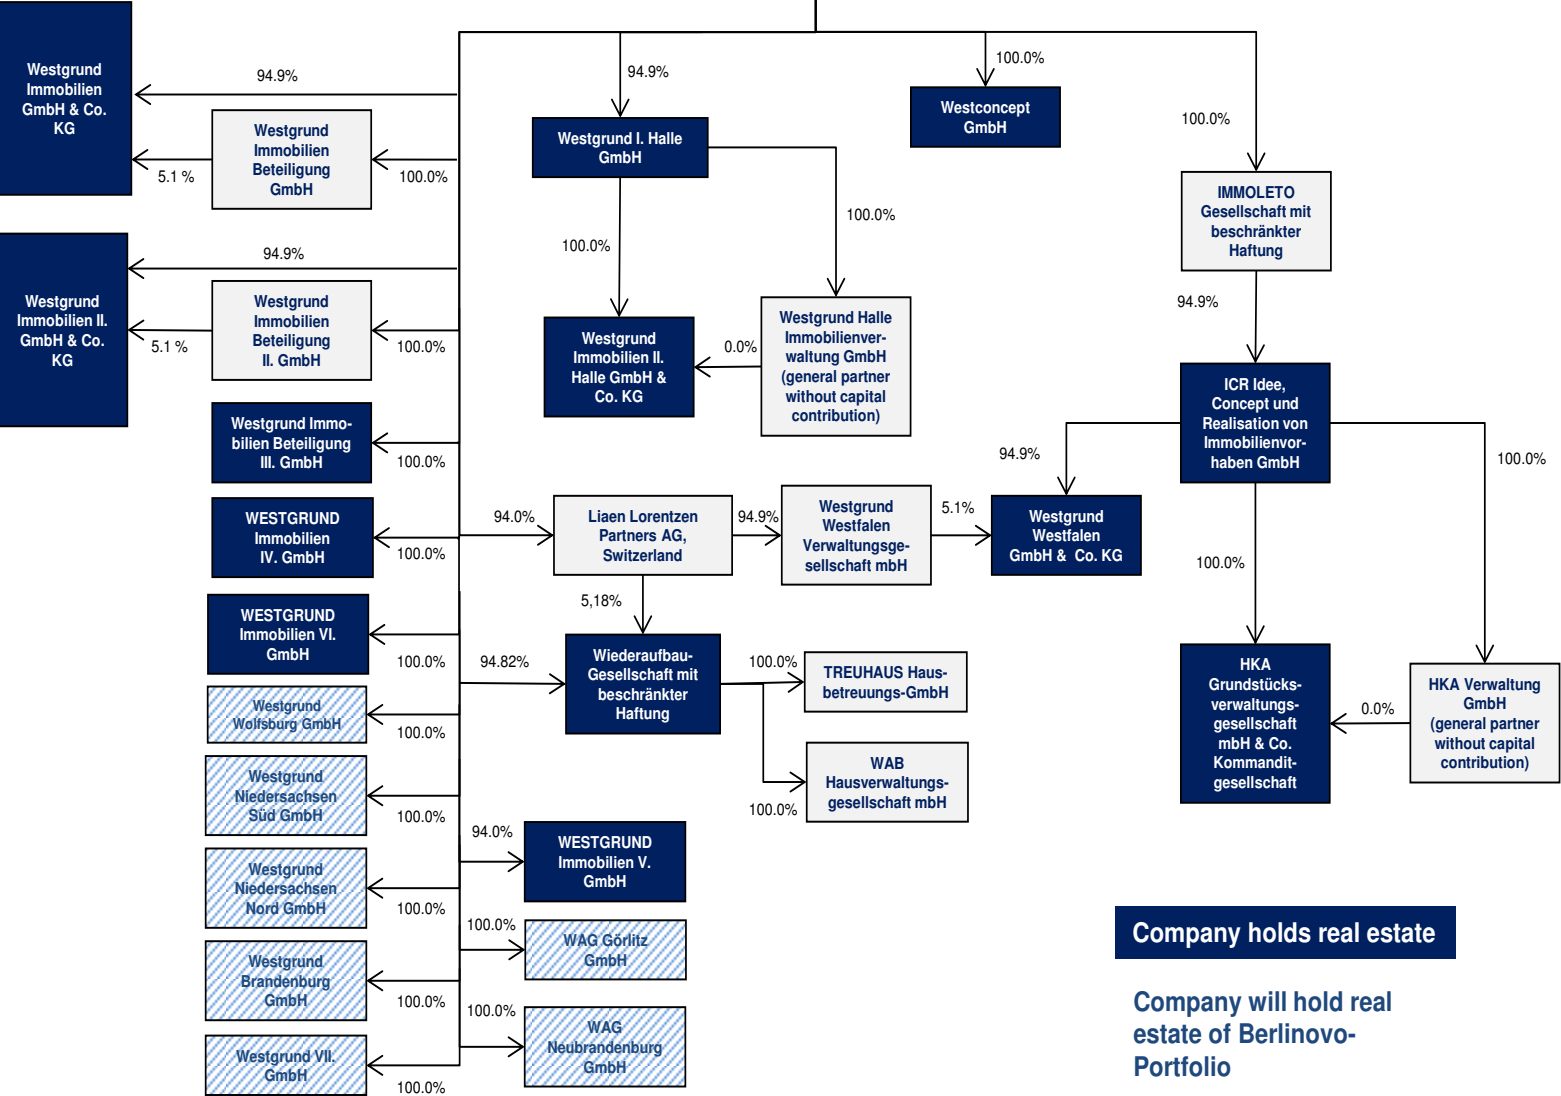 Westgrund
Immobilien
GmbH & Co.
KG
94.9%
Westgrund
Immobilien
Beteiligung
GmbH
5.1 %
100.0%
Westgrund
Immobilien II.
GmbH & Co.
KG
94.9%
Westgrund
Immobilien
Beteiligung
II. GmbH
5.1 %
100.0%
Westgrund Immo-
bilien Beteiligung
III. GmbH
100.0%
WESTGRUND
Immobilien
IV. GmbH
100.0%
WESTGRUND
Immobilien VI.
GmbH
100.0%
Westgrund
Wolfsburg GmbH
100.0%
Westgrund
Niedersachsen
Süd GmbH
100.0%
Westgrund
Niedersachsen
Nord GmbH
100.0%
Westgrund
Brandenburg
GmbH
100.0%
Westgrund VII.
GmbH
100.0%
94.9%
Westgrund I. Halle
GmbH
100.0%
100.0%
Westgrund
Immobilien II.
Halle GmbH &
Co. KG
0.0%
Westgrund Halle
Immobilienver-
waltung GmbH
(general partner
without capital
contribution)
100.0%
Westconcept
GmbH
100.0%
IMMOLETO
Gesellschaft mit
beschränkter
Haftung
94.9%
ICR Idee,
Concept und
Realisation von
Immobilienvor-
haben GmbH
94.9%
100.0%
100.0%
94.0%
Liaen Lorentzen
Partners AG,
Switzerland
94.9%
Westgrund
Westfalen
Verwaltungsge-
sellschaft mbH
5.1%
Westgrund
Westfalen
GmbH & Co. KG
5,18%
94.82%
Wiederaufbau-
Gesellschaft mit
beschränkter
Haftung
100.0%
TREUHAUS Haus-
betreuungs-GmbH
100.0%
WAB
Hausverwaltungs-
gesellschaft mbH
HKA
Grundstücks-
verwaltungs-
gesellschaft
mbH & Co.
Kommandit-
gesellschaft
0.0%
HKA Verwaltung
GmbH
(general partner
without capital
contribution)
94.0%
WESTGRUND
Immobilien V.
GmbH
100.0%
WAG Görlitz
GmbH
100.0%
WAG
Neubrandenburg
GmbH
Company holds real estate
Company will hold real
estate of Berlinovo-
Portfolio